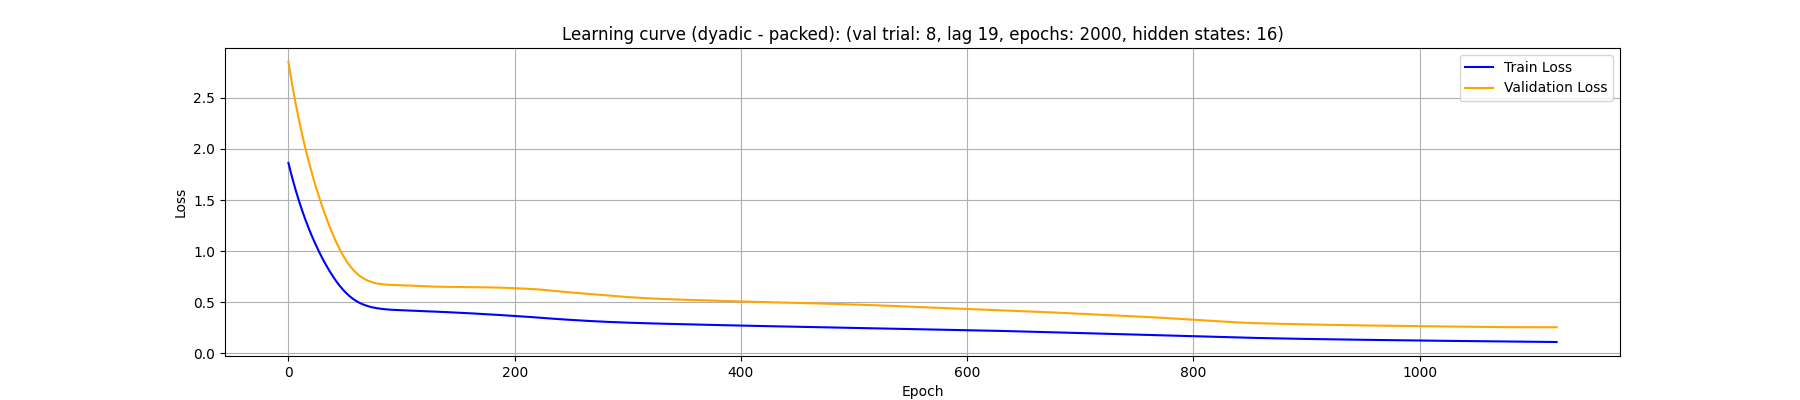 Learning curve (dyadic - packed): (val trial: 8, lag 19, epochs: 2000, hidden states: 16)
Train Loss
Validation Loss
Loss
2.5
2.0
1.5
1.0
0.5
0.0
0 200 400 600 800 1000
Epoch